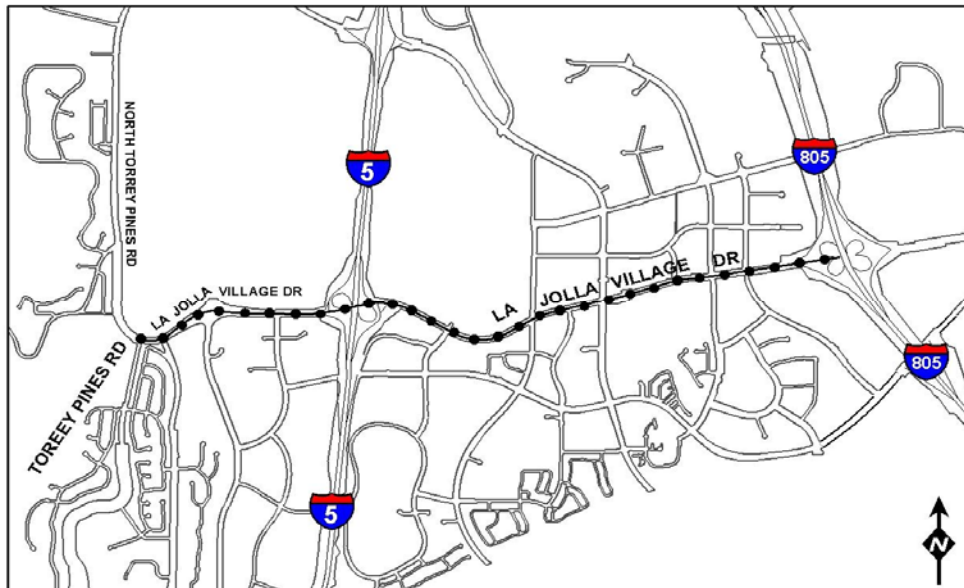 NORTH TORREY PINES RD
5
805
LA JOLLA VILLAGE DR
LA JOLLA VILLAGE DR
TOREEY PINES RD
805
5
N